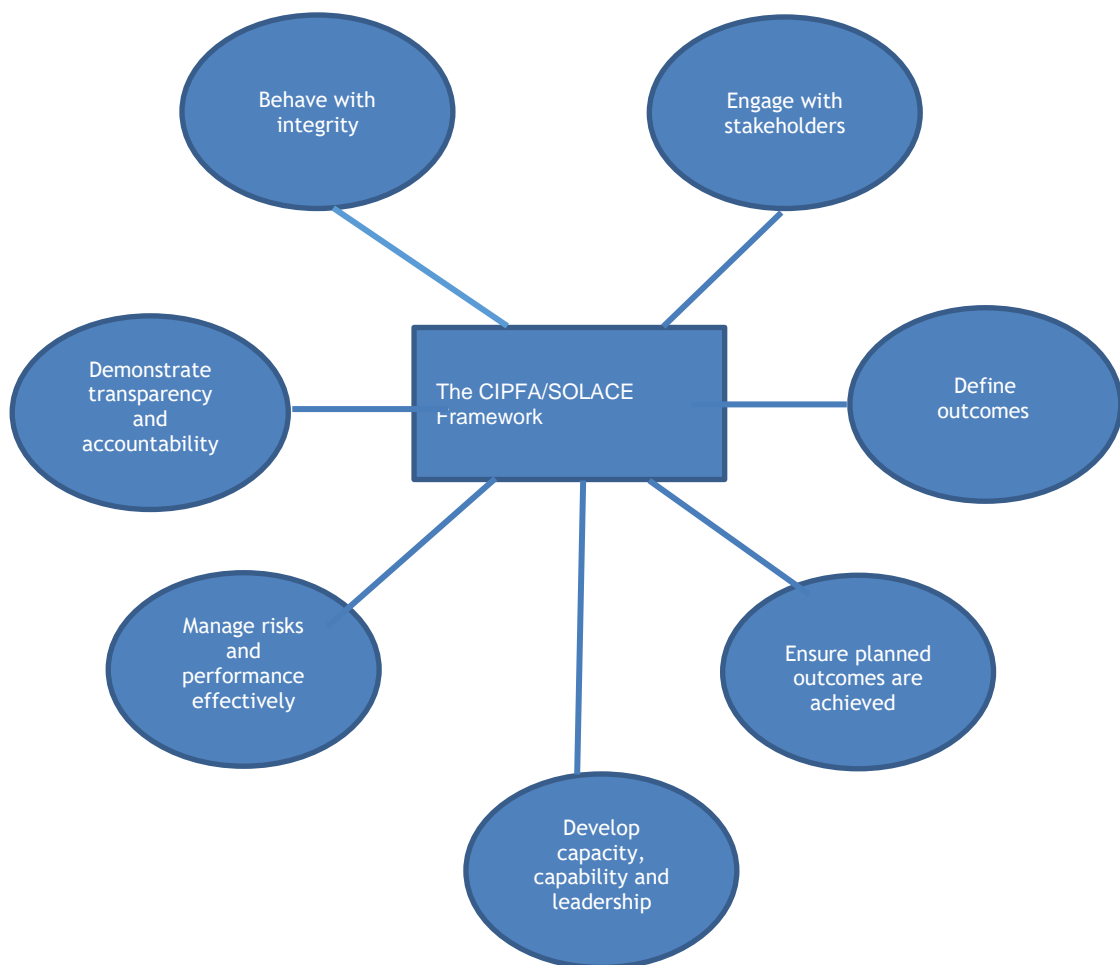 Behave with
integrity
Engage with
stakeholders
Demonstrate
transparency
and
accountability
The CIPFA/SOLACE
Framework
Define
outcomes
Manage risks
and
performance
effectively
Ensure planned
outcomes are
achieved
Develop
capacity,
capability and
leadership